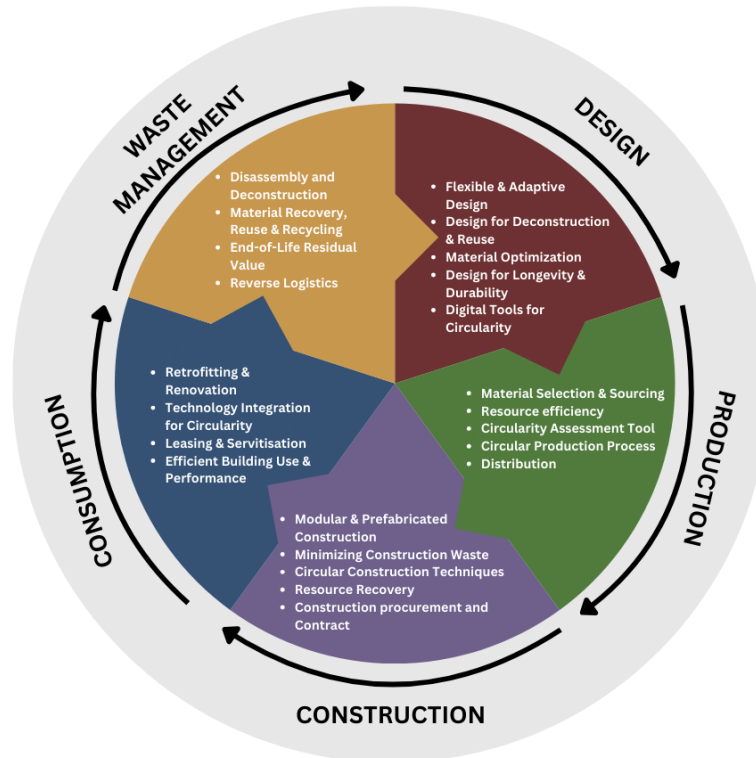 WASTE
MANAGEMENT
• Disassembly and
Deconstruction
• Material Recovery,
Reuse & Recycling
• End-of-Life Residual
Value
• Reverse Logistics
DESIGN
• Flexible & Adaptive
Design
• Design for Deconstruction
& Reuse
• Material Optimization
• Design for Longevity &
Durability
• Digital Tools for
Circularity
PRODUCTION
• Material Selection & Sourcing
• Resource efficiency
• Circularity Assessment Tool
• Circular Production Process
• Distribution
CONSTRUCTION
• Modular & Prefabricated
Construction
• Minimizing Construction Waste
• Circular Construction Techniques
• Resource Recovery
• Construction procurement and
Contract
CONSUMPTION
• Retrofitting &
Renovation
• Technology Integration
for Circularity
• Leasing & Servitisation
• Efficient Building Use &
Performance